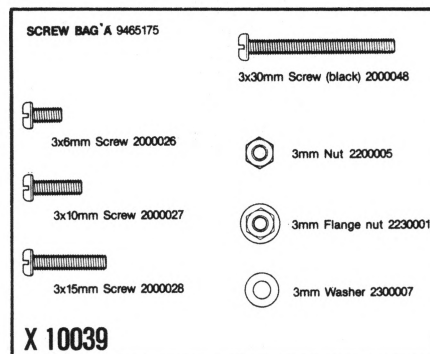 SCREW BAG'A 9465175
3x30mm Screw (black) 2000048
3x6mm Screw 2000026
3mm Nut 2200005
3x10mm Screw 2000027
3mm Flange nut 2230001
3x15mm Screw 2000028
3mm Washer 2300007
X 10039